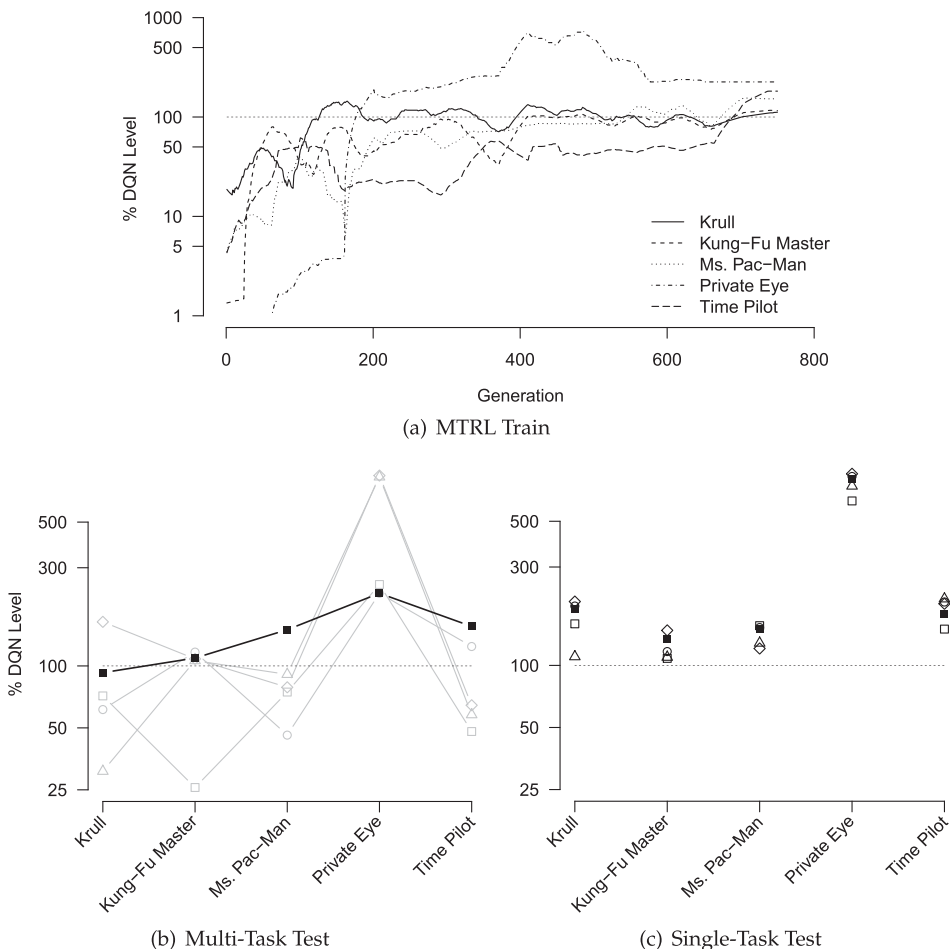 1000
500
100
50
10
5
1
% DQN Level
Krull
Kung−Fu Master
Ms. Pac−Man
Private Eye
Time Pilot
0 200 400 600 800
Generation
(a) MTRL Train
500
300
100
50
25
% DQN Level
Krull
Kung−Fu Master
Ms. Pac−Man
Private Eye
Time Pilot
(b) Multi-Task Test
500
300
100
50
25
Krull
Kung−Fu Master
Ms. Pac−Man
Private Eye
Time Pilot
(c) Single-Task Test